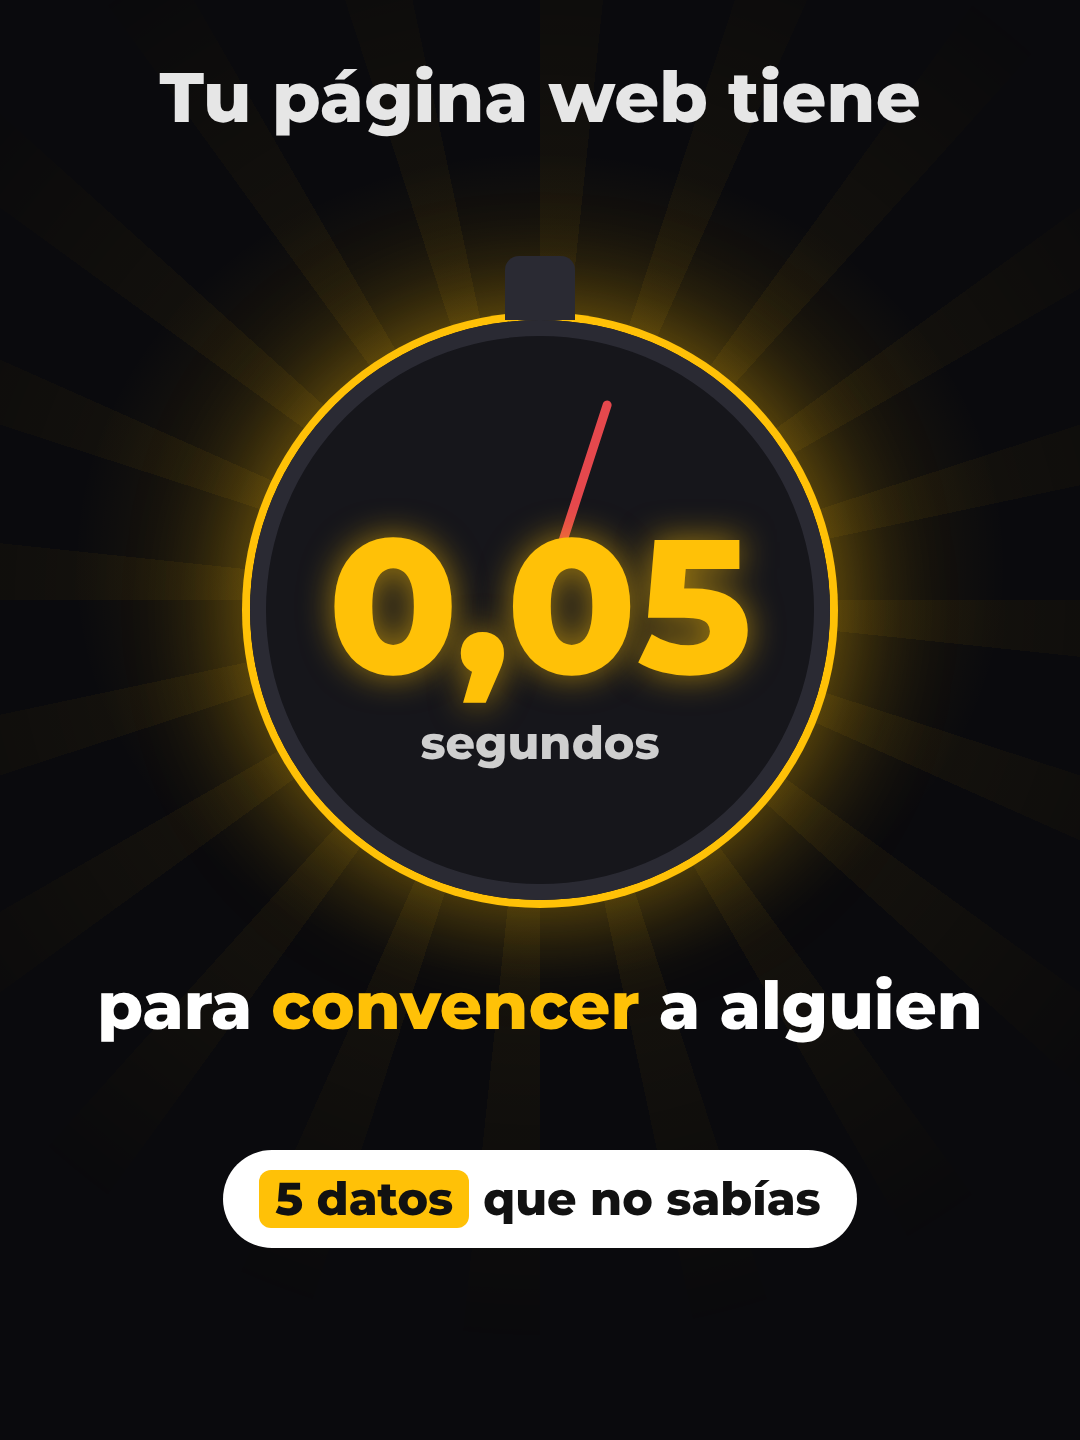 Tu página web tiene
0,05
segundos
para convencer a alguien
5 datos que no sabías